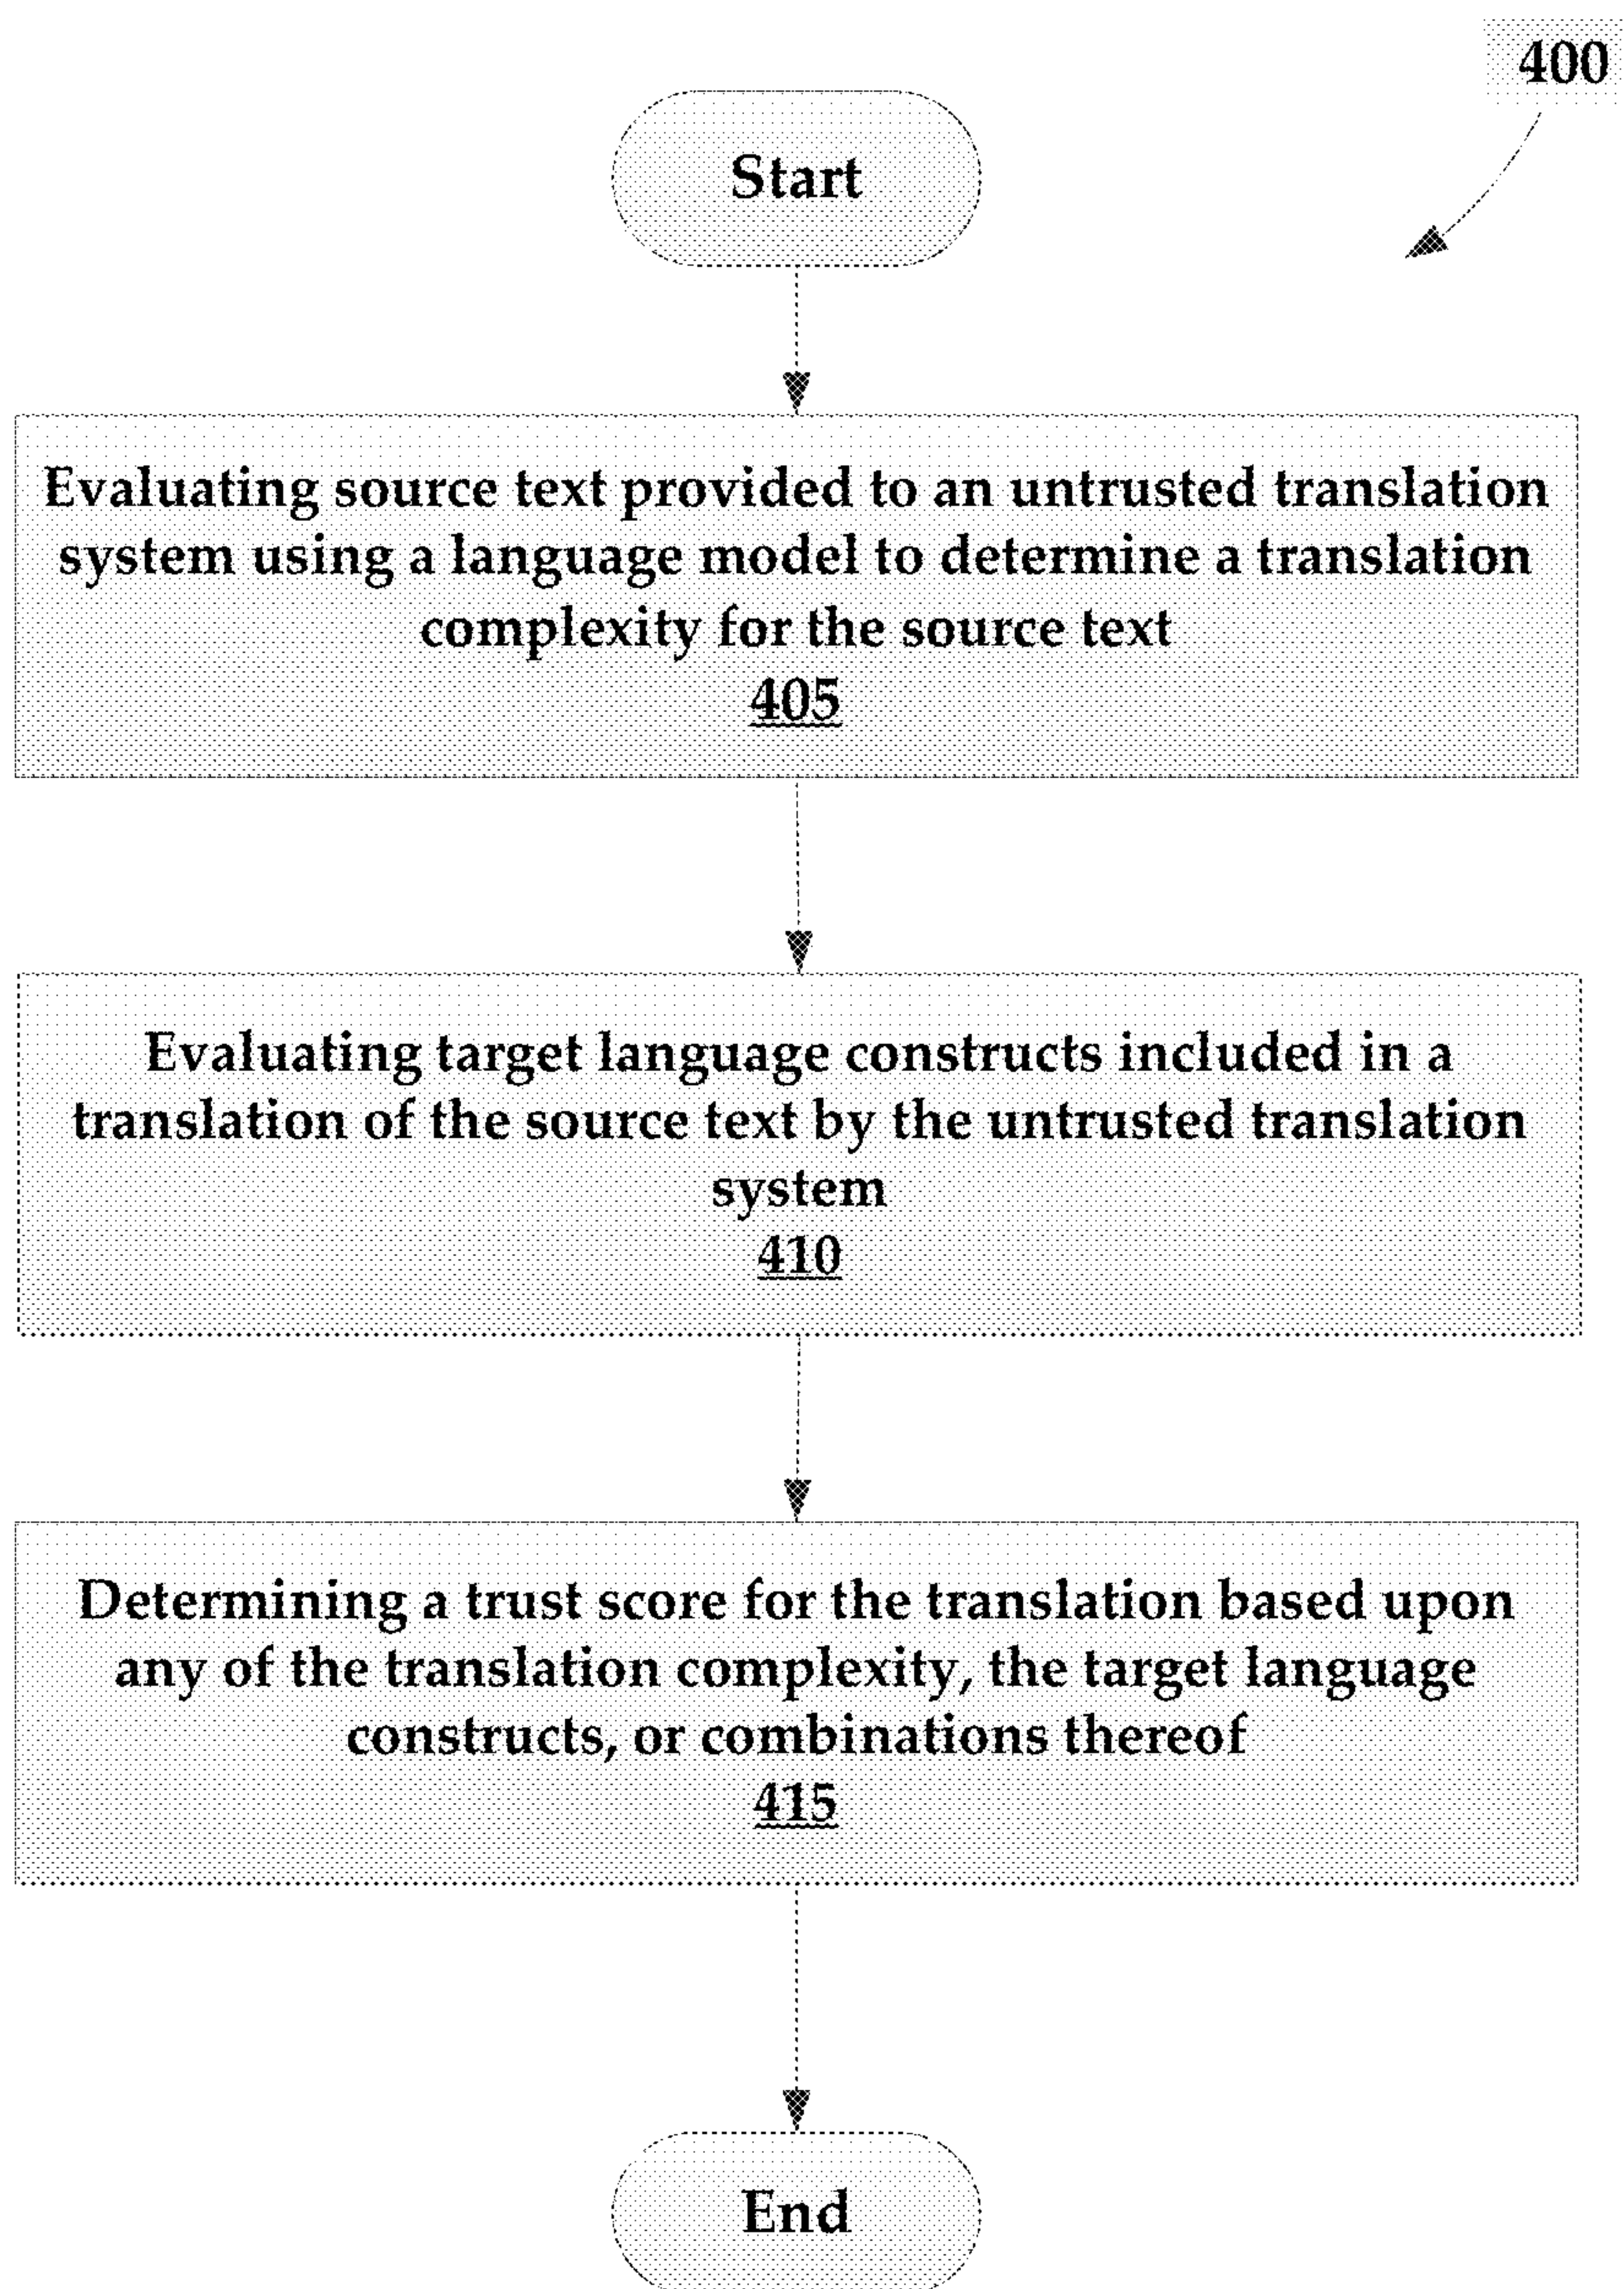 400
Start
Evaluating source text provided to an untrusted translation
system using a language model to determine a translation
complexity for the source text
405
Evaluating target language constructs included in a
translation of the source text by the untrusted translation
system
410
Determining a trust score for the translation based upon
any of the translation complexity, the target language
constructs, or combinations thereof
415
End